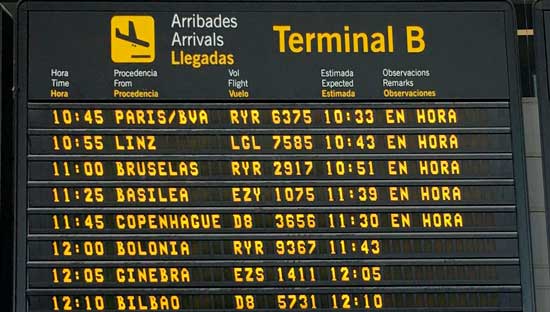 Arribades
Arrivals
Llegadas
Terminal B
Hora Procedencia Vol Estimada Observacions
Time From Flight Expected Remarks
Hora Procedencia Vuelo Estimada Observaciones
10:45 PARIS/BVA RYR 6375 10:33 EN HORA
10:55 LINZ LGL 7585 10:43 EN HORA
11:00 BRUSELAS RYR 2917 10:51 EN HORA
11:25 BASILEA EZY 1075 11:39 EN HORA
11:45 COPENHAGUE D8 3656 11:30 EN HORA
12:00 BOLONIA RYR 9367 11:43
12:05 GINEBRA EZS 1411 12:05
12:10 BILBAO D8 5731 12:10